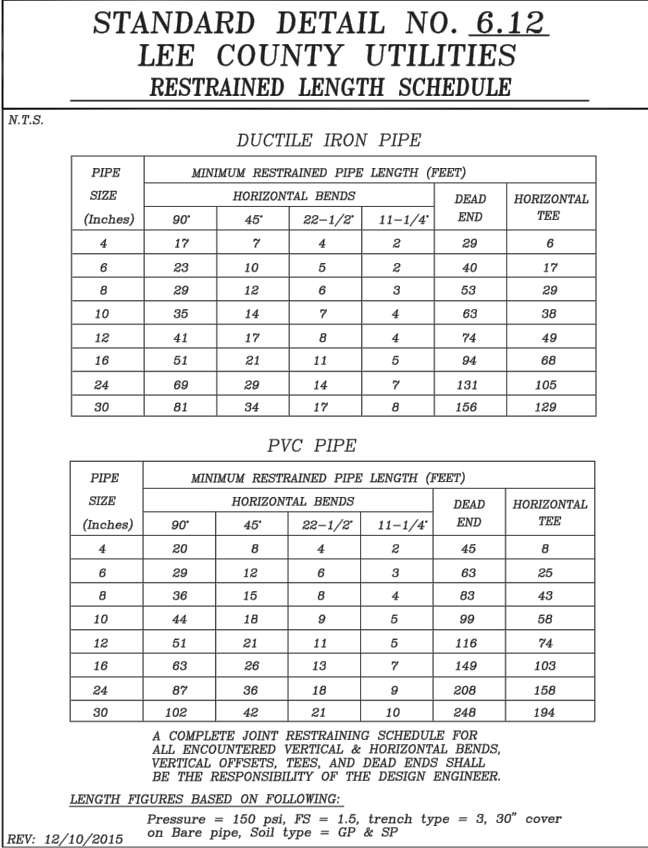 STANDARD DETAIL NO. 6.12
LEE COUNTY UTILITIES
RESTRAINED LENGTH SCHEDULE
N.T.S.
DUCTILE IRON PIPE
PIPE SIZE (Inches) MINIMUM RESTRAINED PIPE LENGTH (FEET)
HORIZONTAL BENDS DEAD END HORIZONTAL TEE
90° 45° 22-1/2° 11-1/4°
4 17 7 4 2 29 6
6 23 10 5 2 40 17
8 29 12 6 3 53 29
10 35 14 7 4 63 38
12 41 17 8 4 74 49
16 51 21 11 5 94 68
24 69 29 14 7 131 105
30 81 34 17 8 156 129
PVC PIPE
PIPE SIZE (Inches) MINIMUM RESTRAINED PIPE LENGTH (FEET)
HORIZONTAL BENDS DEAD END HORIZONTAL TEE
90° 45° 22-1/2° 11-1/4°
4 20 8 4 2 45 8
6 29 12 6 3 63 25
8 36 15 8 4 83 43
10 44 18 9 5 99 58
12 51 21 11 5 116 74
16 63 26 13 7 149 103
24 87 36 18 9 208 158
30 102 42 21 10 248 194
A COMPLETE JOINT RESTRAINING SCHEDULE FOR
ALL ENCOUNTERED VERTICAL & HORIZONTAL BENDS,
VERTICAL OFFSETS, TEES, AND DEAD ENDS SHALL
BE THE RESPONSIBILITY OF THE DESIGN ENGINEER.
LENGTH FIGURES BASED ON FOLLOWING:
Pressure = 150 psi, FS = 1.5, trench type = 3, 30" cover
on Bare pipe, Soil type = GP & SP
REV: 12/10/2015